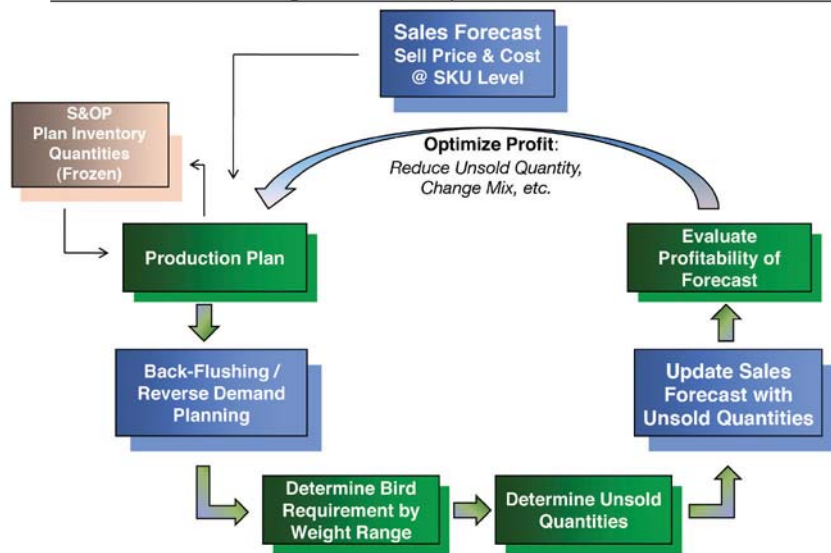 Sales Forecast
Sell Price & Cost
@ SKU Level
S&OP
Plan Inventory
Quantities
(Frozen)
Optimize Profit:
Reduce Unsold Quantity,
Change Mix, etc.
Production Plan
Evaluate
Profitability of
Forecast
Back-Flushing /
Reverse Demand
Planning
Update Sales
Forecast with
Unsold Quantities
Determine Bird
Requirement by
Weight Range
Determine Unsold
Quantities